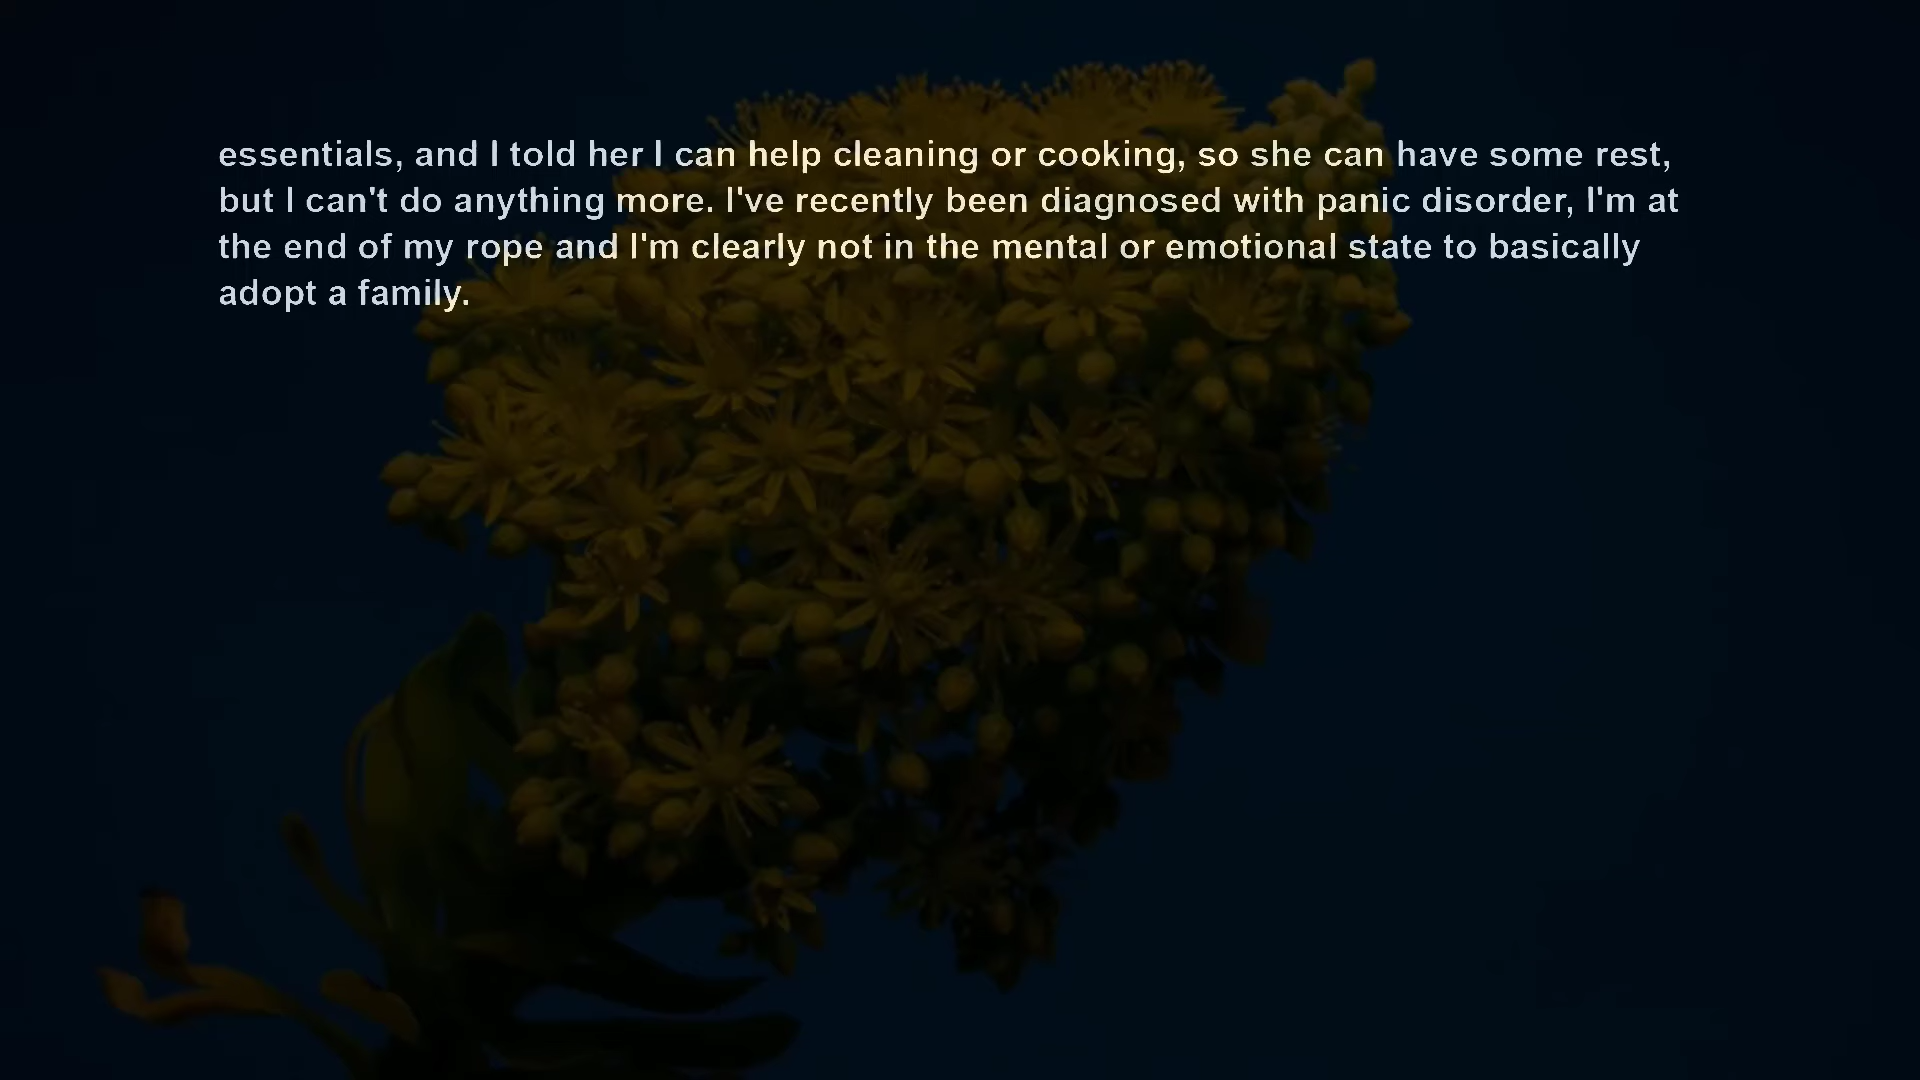 essentials, and I told her I can help cleaning or cooking, so she can have some rest,
but I can't do anything more. I've recently been diagnosed with panic disorder, I'm at
the end of my rope and I'm clearly not in the mental or emotional state to basically
adopt a family.